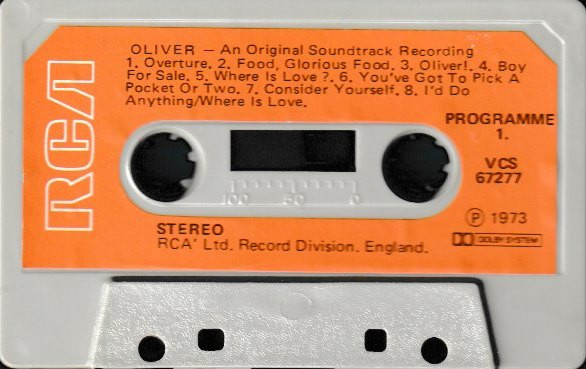 OLIVER — An Original Soundtrack Recording
1. Overture. 2. Food, Glorious Food. 3. Oliver!. 4. Boy
For Sale. 5. Where Is Love ?. 6. You've Got To Pick A
Pocket Or Two. 7. Consider Yourself. 8. I'd Do
Anything/Where Is Love.
RCA
PROGRAMME
1.
VCS
67277
100 50 0
STEREO
RCA' Ltd. Record Division. England.
Ⓟ 1973
DOLBY SYSTEM